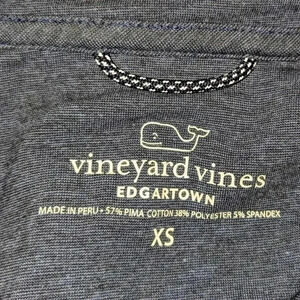 vineyard vines
EDGARTOWN
MADE IN PERU • 57% PIMA COTTON 38% POLYESTER 5% SPANDEX
XS